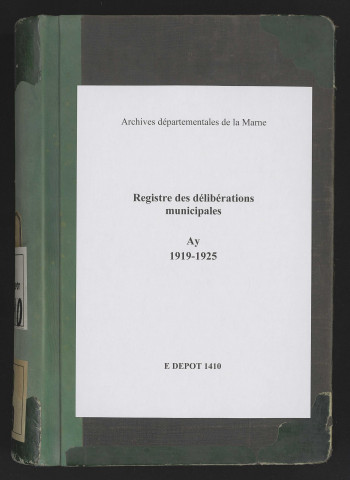 Archives départementales de la Marne
Registre des délibérations
municipales
Ay
1919-1925
E DEPOT 1410